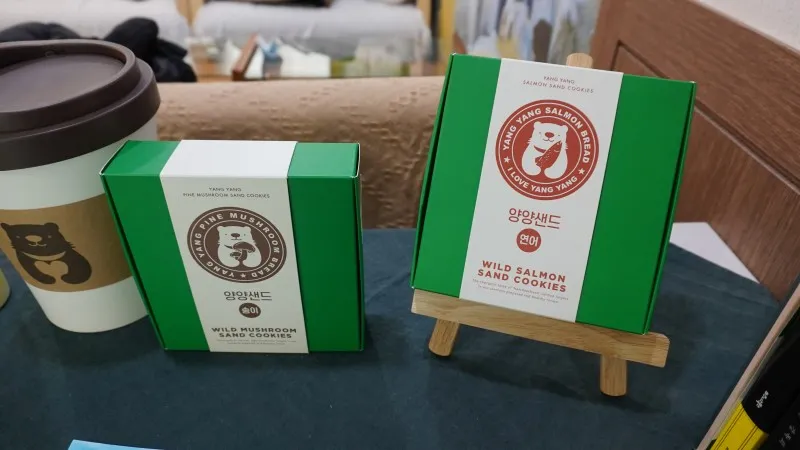 YANG YANG
PINE MUSHROOM SAND COOKIES
YANG YANG PINE MUSHROOM BREAD
양양샌드
송이
WILD MUSHROOM
SAND COOKIES
YANG YANG
SALMON SAND COOKIES
YANG YANG SALMON BREAD
I LOVE YANG YANG
양양샌드
연어
WILD SALMON
SAND COOKIES